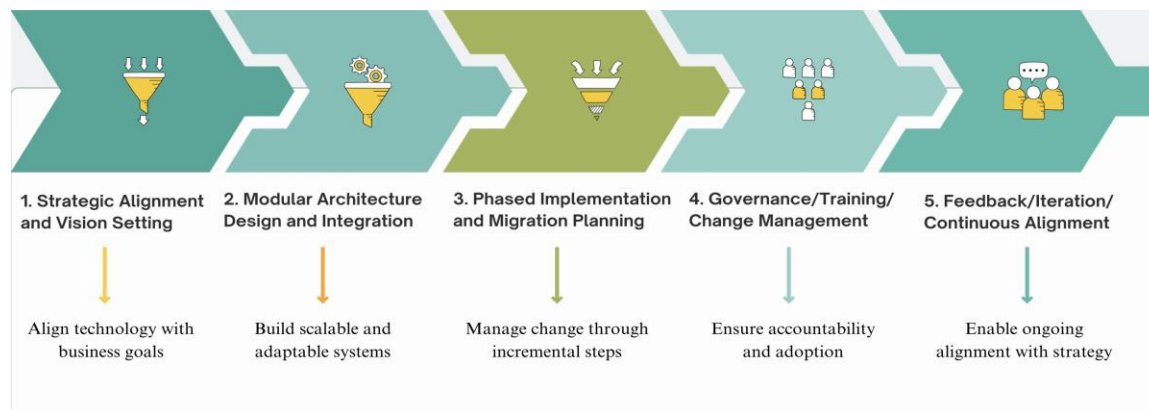 1. Strategic Alignment
and Vision Setting
Align technology with
business goals
2. Modular Architecture
Design and Integration
Build scalable and
adaptable systems
3. Phased Implementation
and Migration Planning
Manage change through
incremental steps
4. Governance/Training/
Change Management
Ensure accountability
and adoption
5. Feedback/Iteration/
Continuous Alignment
Enable ongoing
alignment with strategy